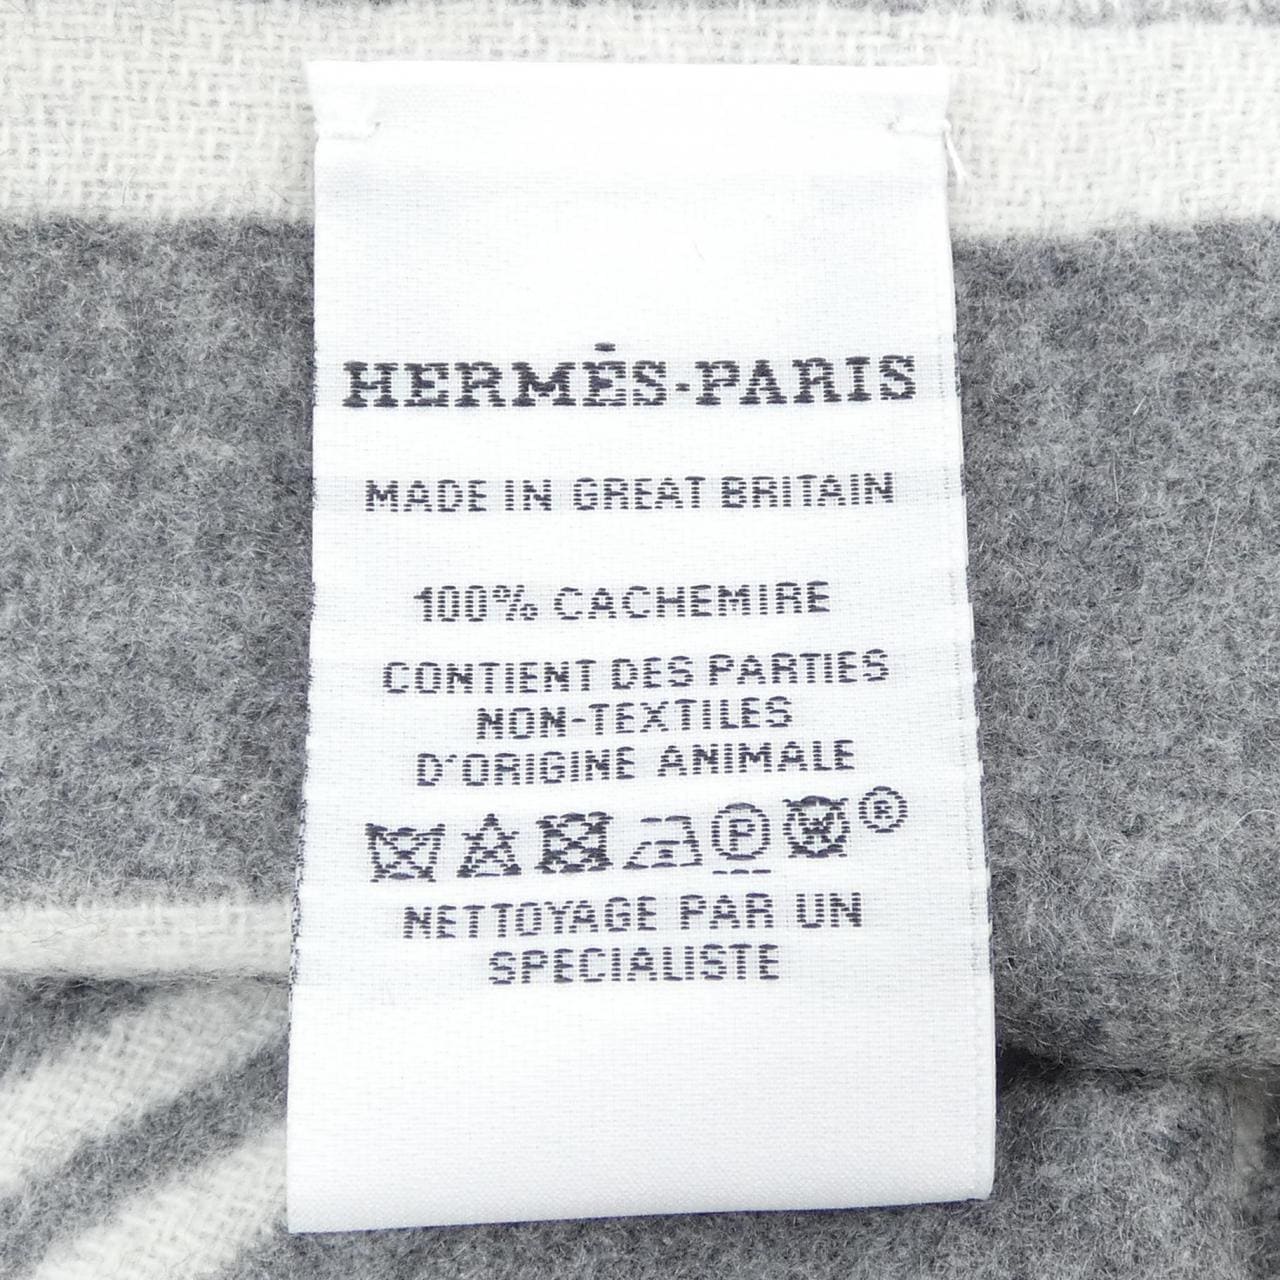 HERMÈS-PARIS
MADE IN GREAT BRITAIN
100% CACHEMIRE
CONTIENT DES PARTIES
NON-TEXTILES
D'ORIGINE ANIMALE
P W ®
NETTOYAGE PAR UN
SPECIALISTE